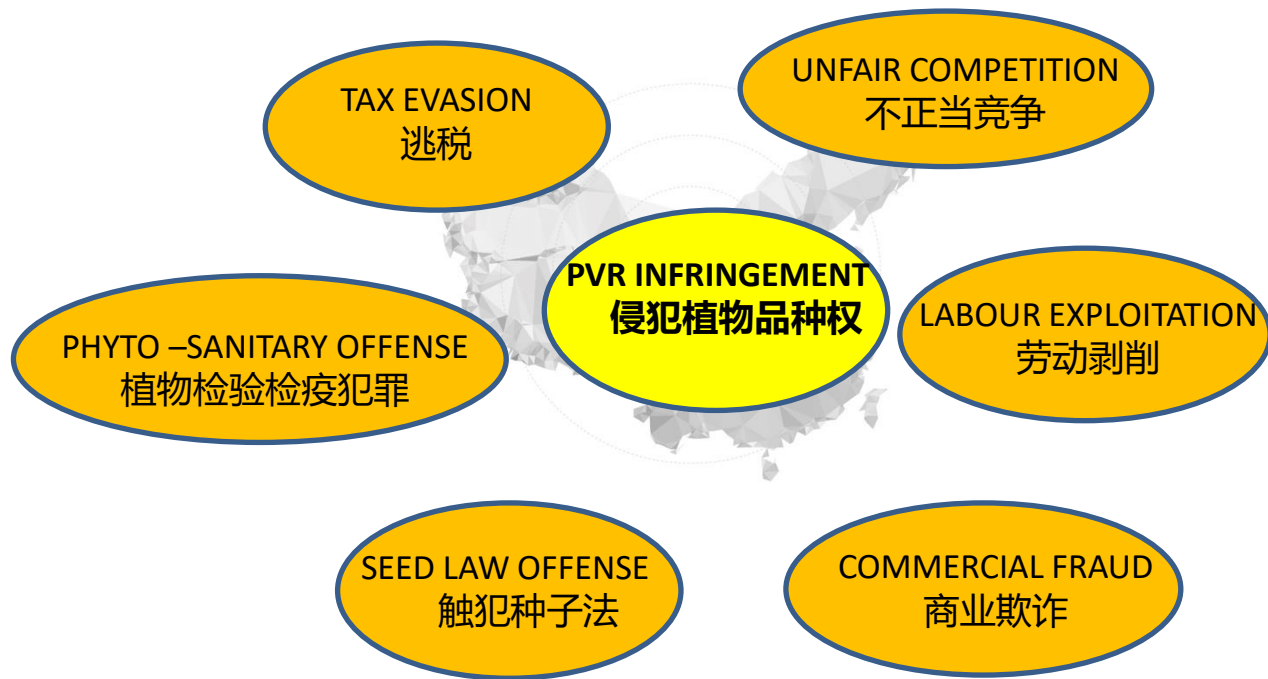 TAX EVASION
逃税
UNFAIR COMPETITION
不正当竞争
PVR INFRINGEMENT
侵犯植物品种权
PHYTO –SANITARY OFFENSE
植物检验检疫犯罪
LABOUR EXPLOITATION
劳动剥削
SEED LAW OFFENSE
触犯种子法
COMMERCIAL FRAUD
商业欺诈